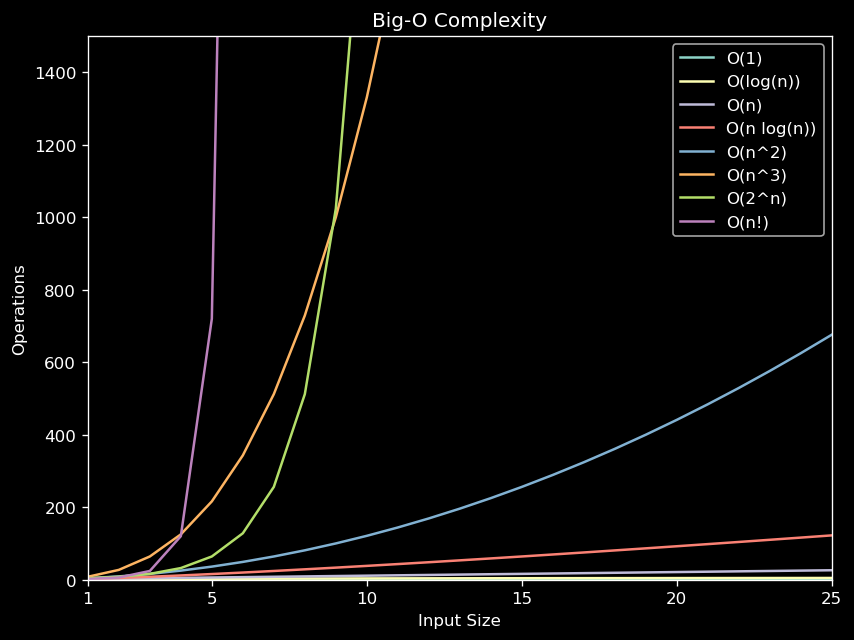 Big-O Complexity
O(1)
O(log(n))
O(n)
O(n log(n))
O(n^2)
O(n^3)
O(2^n)
O(n!)
Operations
1400
1200
1000
800
600
400
200
0
1 5 10 15 20 25
Input Size